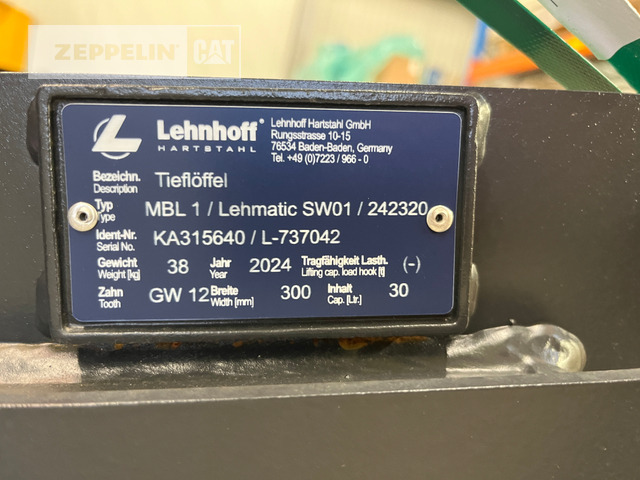 ZEPPELIN CAT
Lehnhoff®
HARTSTAHL
Lehnhoff Hartstahl GmbH
Rungsstrasse 10-15
76534 Baden-Baden, Germany
Tel. +49 (0)7223 / 966 - 0
Bezeichn.
Description
Tieflöffel
Typ
Type
MBL 1 / Lehmatic SW01 / 242320
Ident-Nr.
Serial No.
KA315640 / L-737042
Gewicht
Weight [kg]
38
Jahr
Year
2024
Tragfähigkeit Lasth.
Lifting cap. load hook [t]
(-)
Zahn
Tooth
GW 12
Breite
Width [mm]
300
Inhalt
Cap. [Ltr.]
30